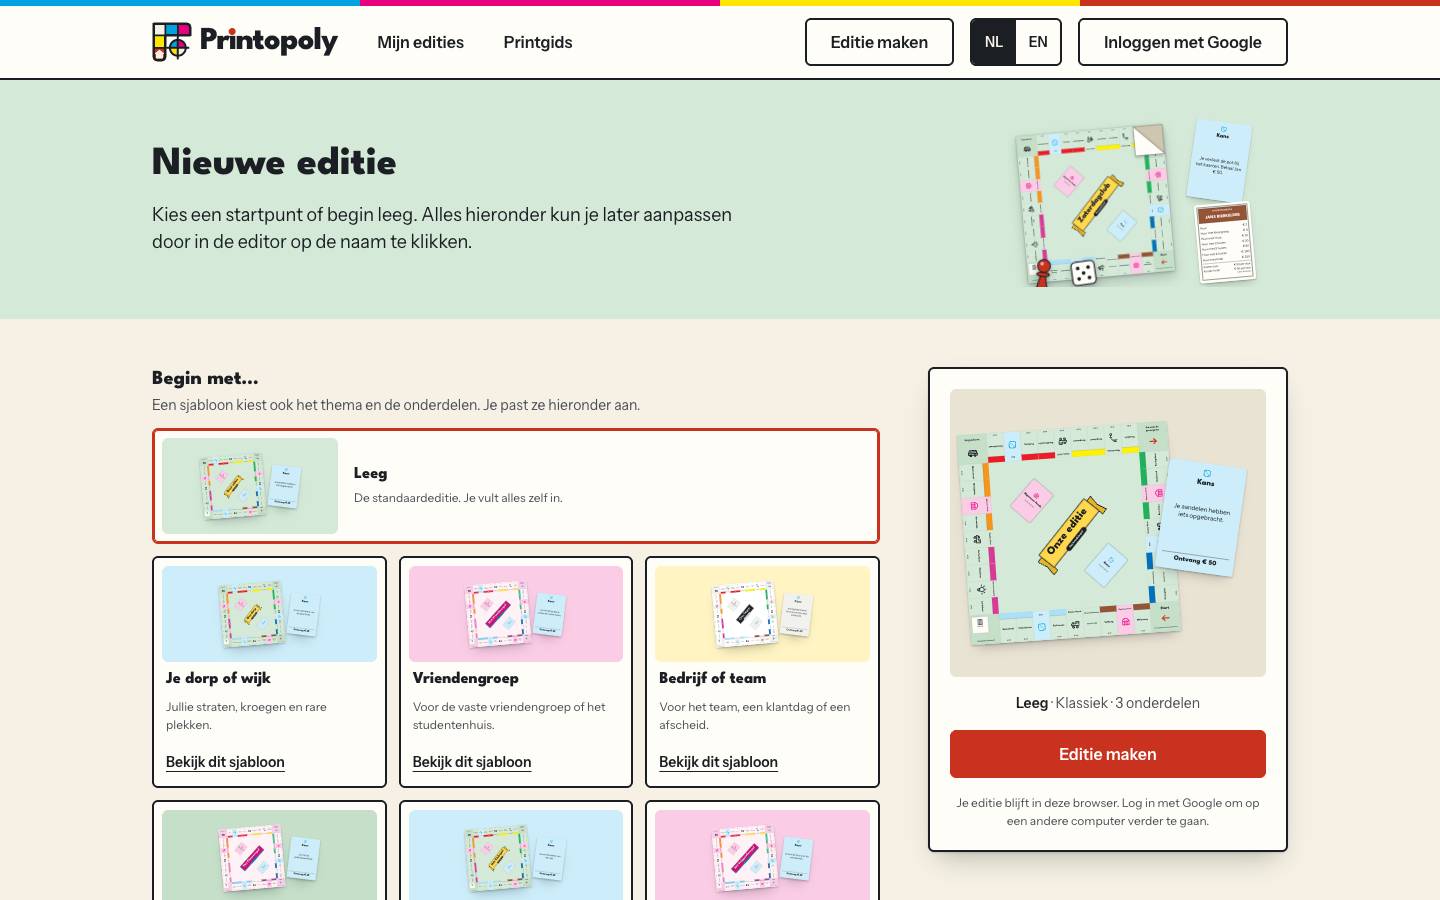 Printopoly
Mijn edities
Printgids
Editie maken
NL
EN
Inloggen met Google
Nieuwe editie
Kies een startpunt of begin leeg. Alles hieronder kun je later aanpassen
door in de editor op de naam te klikken.
Zaterdagclub
Kans
JANS BIERKELDER
Begin met...
Een sjabloon kiest ook het thema en de onderdelen. Je past ze hieronder aan.
Leeg
De standaardeditie. Je vult alles zelf in.
Je dorp of wijk
Jullie straten, kroegen en rare
plekken.
Bekijk dit sjabloon
Vriendengroep
Voor de vaste vriendengroep of het
studentenhuis.
Bekijk dit sjabloon
Bedrijf of team
Voor het team, een klantdag of een
afscheid.
Bekijk dit sjabloon
Onze editie
Start
Kans
Je aandelen hebben
iets opgebracht.
Ontvang € 50
Leeg · Klassiek · 3 onderdelen
Editie maken
Je editie blijft in deze browser. Log in met Google om op
een andere computer verder te gaan.